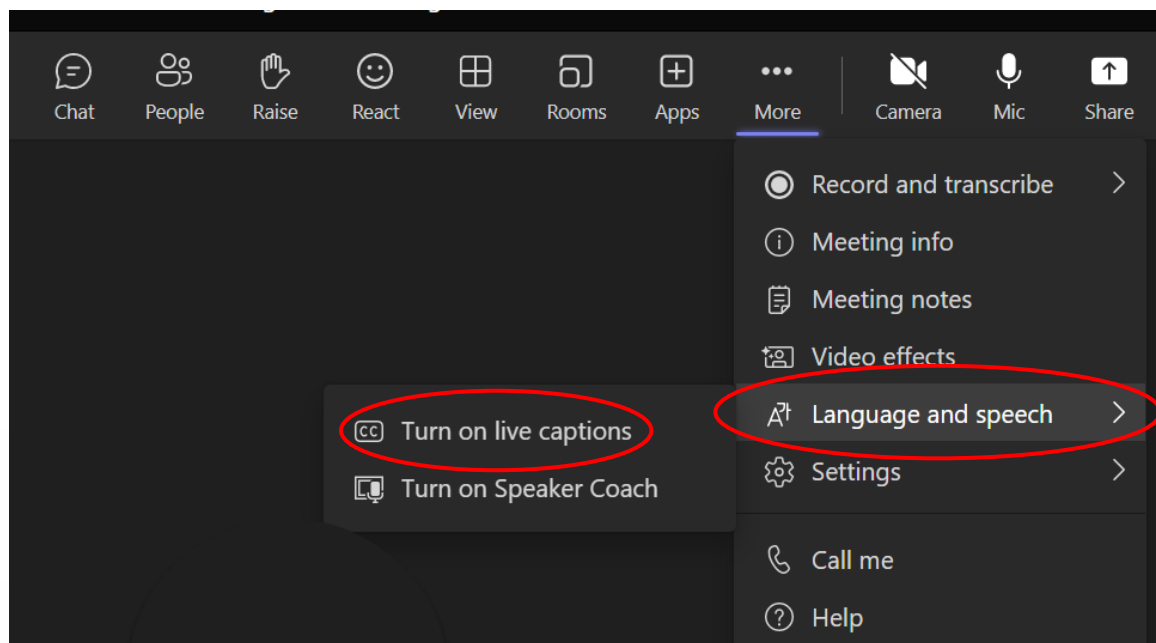 Chat People Raise React View Rooms Apps More Camera Mic Share
Record and transcribe
Meeting info
Meeting notes
Video effects
Language and speech
Settings
Call me
Help
CC Turn on live captions
Turn on Speaker Coach